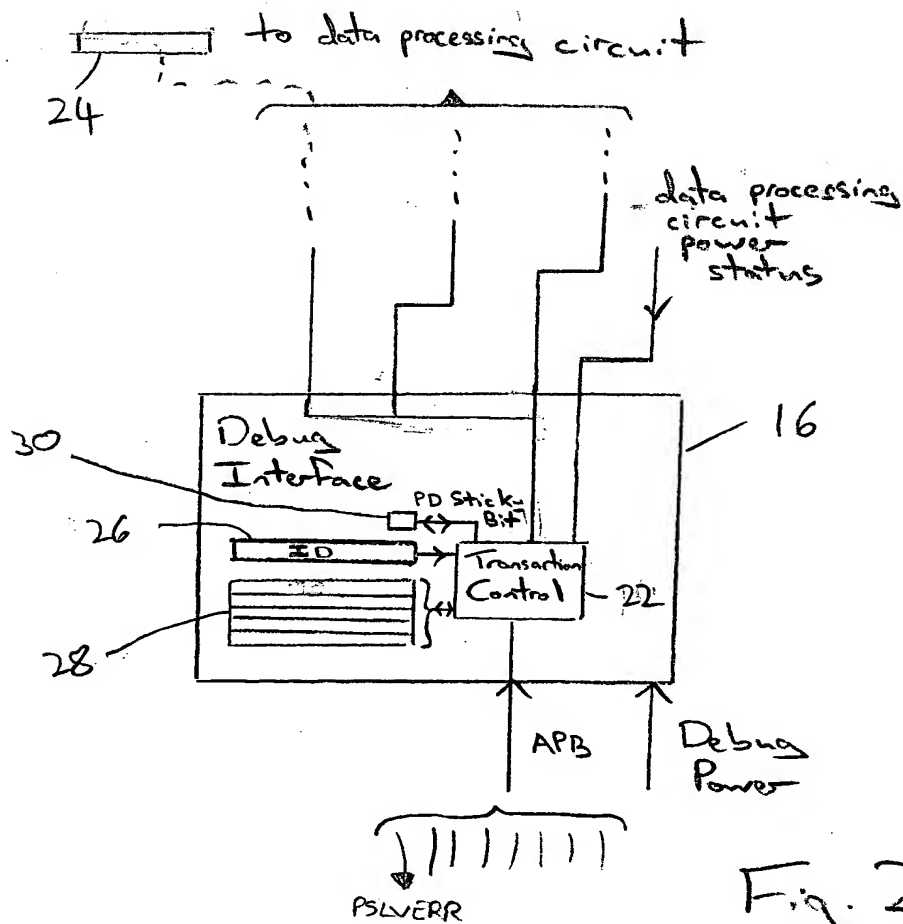 to data processing circuit
24
data processing
circuit
power
status
16
Debug
Interface
30
PD Sticky
Bit
26
ID
Transaction
Control
22
28
APB
Debug
Power
PSLVERR
Fig. 2